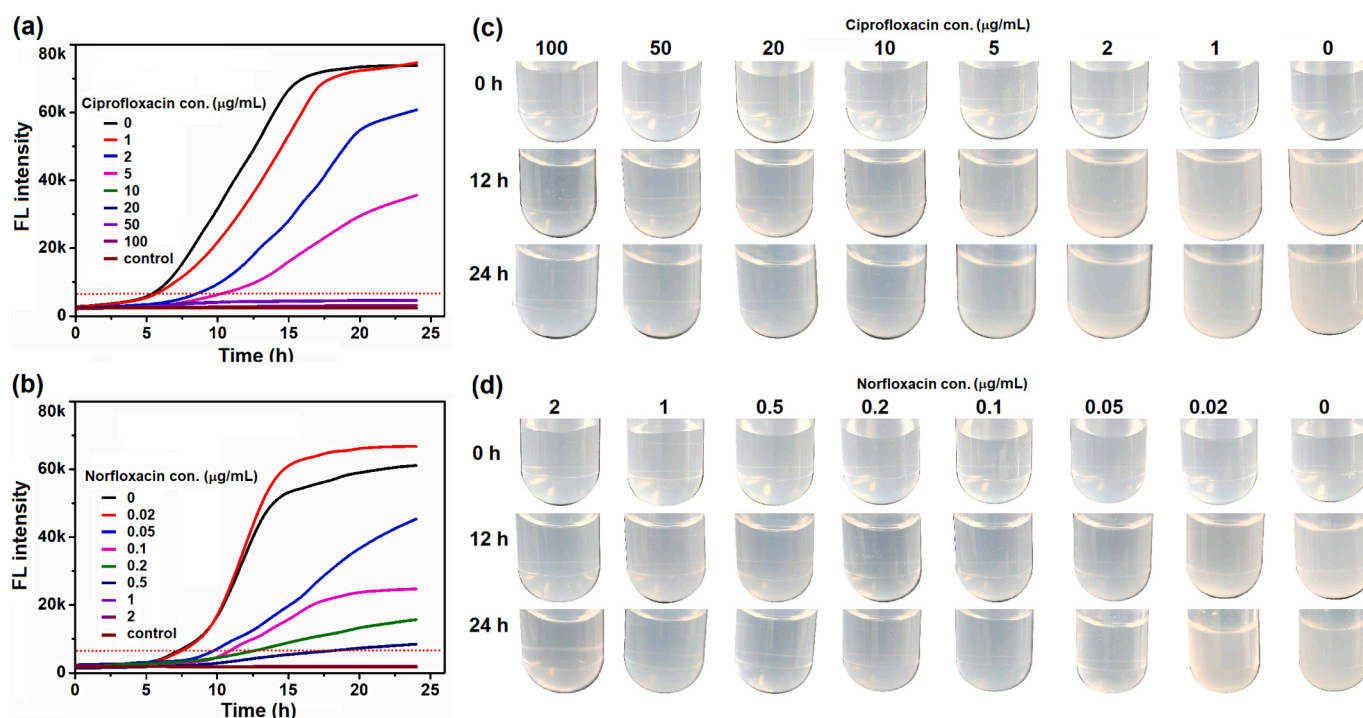 (a)
80k
60k
40k
20k
0
FL intensity
Ciprofloxacin con. (μg/mL)
0
1
2
5
10
20
50
100
control
0 5 10 15 20 25
Time (h)
(c)
Ciprofloxacin con. (μg/mL)
100 50 20 10 5 2 1 0
0 h
12 h
24 h
(b)
80k
60k
40k
20k
0
FL intensity
Norfloxacin con. (μg/mL)
0
0.02
0.05
0.1
0.2
0.5
1
2
control
0 5 10 15 20 25
Time (h)
(d)
Norfloxacin con. (μg/mL)
2 1 0.5 0.2 0.1 0.05 0.02 0
0 h
12 h
24 h